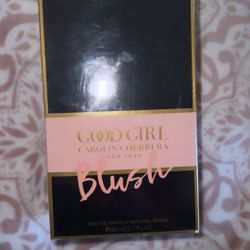 GOOD GIRL
CAROLINA HERRERA
NEW YORK
Blush
EAU DE PARFUM NATURAL SPRAY
80 ml 2.7 FL. OZ.